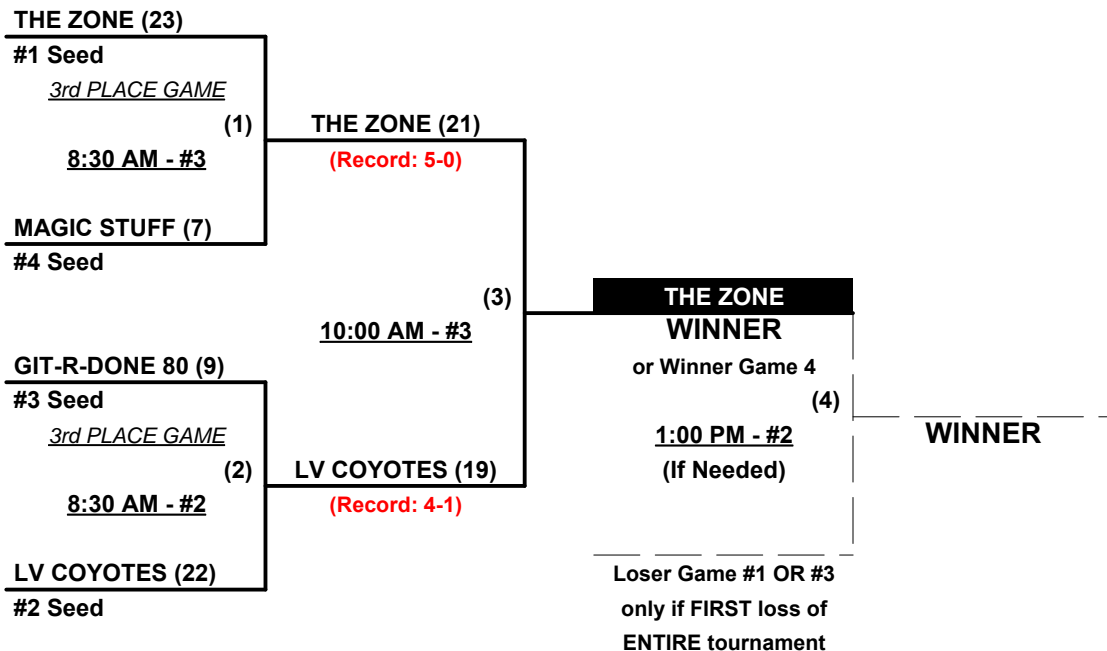 THE ZONE (23)
#1 Seed
3rd PLACE GAME
(1)
8:30 AM - #3
MAGIC STUFF (7)
#4 Seed
THE ZONE (21)
(Record: 5-0)
(3)
10:00 AM - #3
GIT-R-DONE 80 (9)
#3 Seed
3rd PLACE GAME
(2)
8:30 AM - #2
LV COYOTES (22)
#2 Seed
LV COYOTES (19)
(Record: 4-1)
THE ZONE
WINNER
or Winner Game 4
(4)
1:00 PM - #2
(If Needed)
Loser Game #1 OR #3
only if FIRST loss of
ENTIRE tournament
WINNER